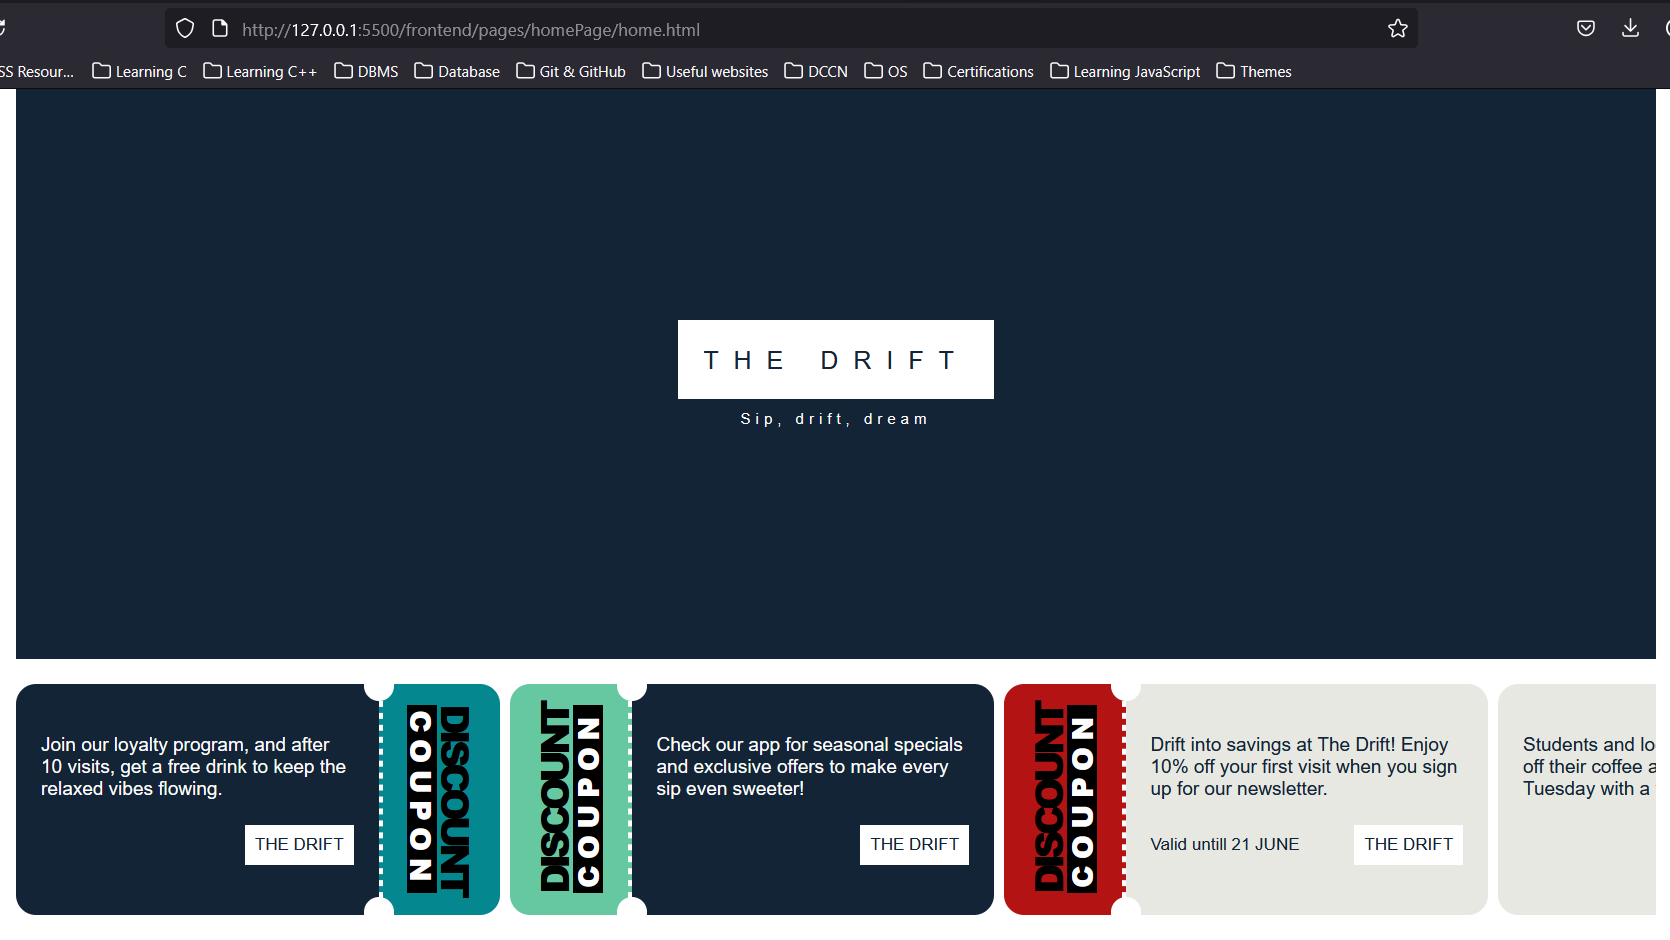 http://127.0.0.1:5500/frontend/pages/homePage/home.html
SS Resour... Learning C Learning C++ DBMS Database Git & GitHub Useful websites DCCN OS Certifications Learning JavaScript Themes
THE DRIFT
Sip, drift, dream
Join our loyalty program, and after
10 visits, get a free drink to keep the
relaxed vibes flowing.
THE DRIFT
DISCOUNT
COUPON
DISCOUNT
COUPON
Check our app for seasonal specials
and exclusive offers to make every
sip even sweeter!
THE DRIFT
DISCOUNT
COUPON
Drift into savings at The Drift! Enjoy
10% off your first visit when you sign
up for our newsletter.
Valid untill 21 JUNE
THE DRIFT
Students and lo
off their coffee a
Tuesday with a